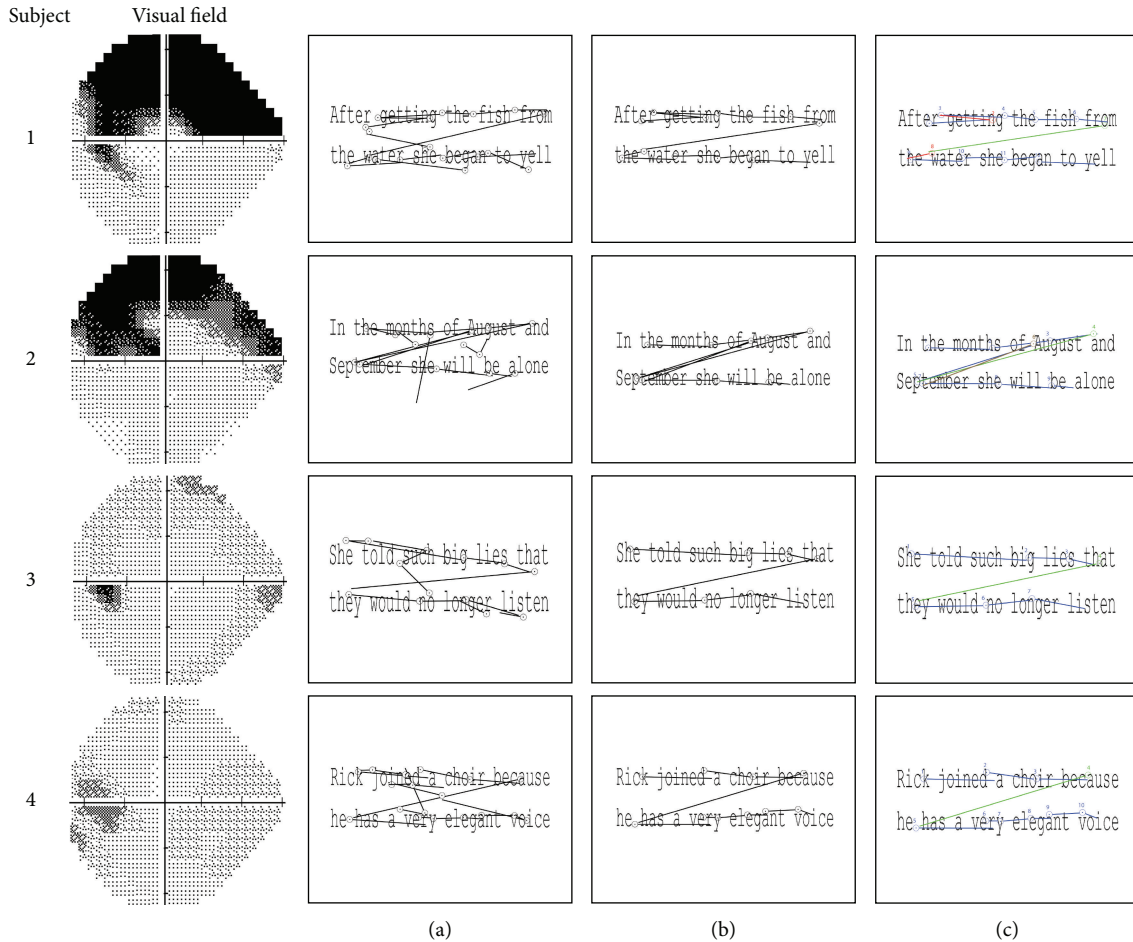 Subject Visual field
1
After getting the fish from
the water she began to yell
After getting the fish from
the water she began to yell
After getting the fish from
the water she began to yell
2
In the months of August and
September she will be alone
In the months of August and
September she will be alone
In the months of August and
September she will be alone
3
She told such big lies that
they would no longer listen
She told such big lies that
they would no longer listen
She told such big lies that
they would no longer listen
4
Rick joined a choir because
he has a very elegant voice
Rick joined a choir because
he has a very elegant voice
Rick joined a choir because
he has a very elegant voice
(a) (b) (c)